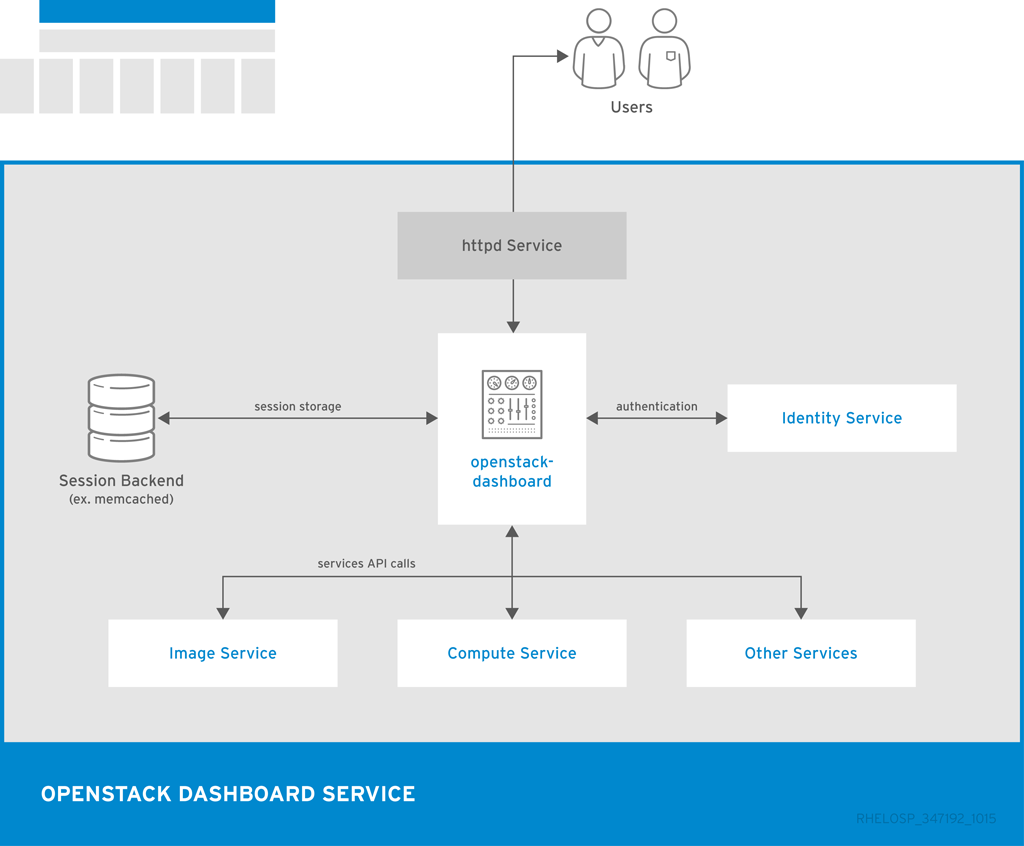 Users
httpd Service
session storage
authentication
Identity Service
openstack-
dashboard
Session Backend
(ex. memcached)
services API calls
Image Service
Compute Service
Other Services
OPENSTACK DASHBOARD SERVICE
RHELOSP_347192_1015